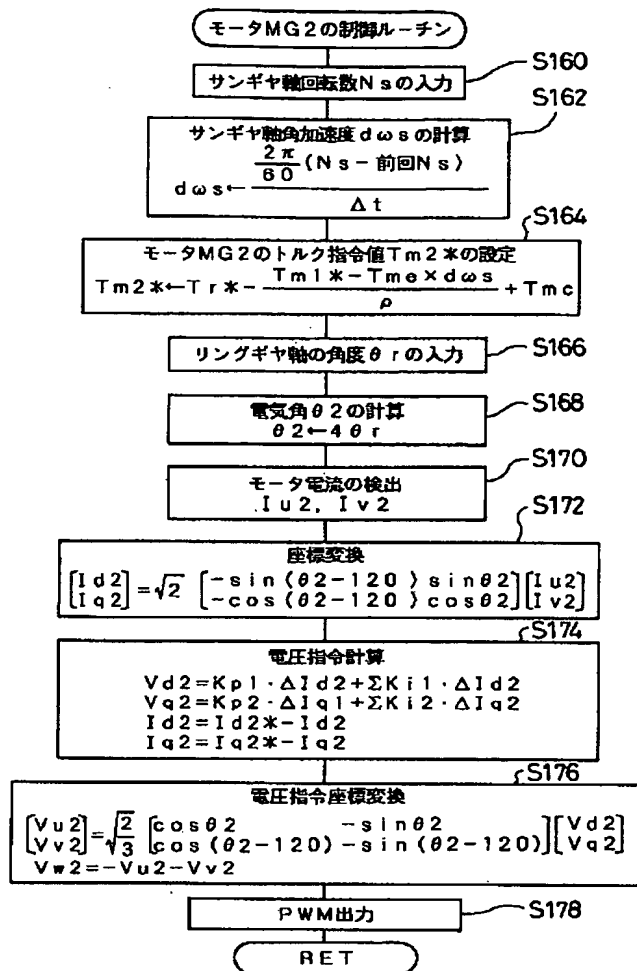 モータMG2の制御ルーチン
S160
サンギヤ軸回転数Nsの入力
S162
サンギヤ軸角加速度dωsの計算
dωs←(2π/60(Ns-前回Ns))/Δt
S164
モータMG2のトルク指令値Tm2*の設定
Tm2*←Tr*-(Tm1*-Tme×dωs)/ρ+Tmc
S166
リングギヤ軸の角度θrの入力
S168
電気角θ2の計算
θ2←4θr
S170
モータ電流の検出
Iu2, Iv2
S172
座標変換
[Id2]=√2 [-sin(θ2-120) sinθ2][Iu2]
[Iq2] [-cos(θ2-120) cosθ2][Iv2]
S174
電圧指令計算
Vd2=Kp1·ΔId2+ΣKi1·ΔId2
Vq2=Kp2·ΔIq1+ΣKi2·ΔIq2
Id2=Id2*-Id2
Iq2=Iq2*-Iq2
S176
電圧指令座標変換
[Vu2]=√2/3 [cosθ2 -sinθ2][Vd2]
[Vv2] [cos(θ2-120)-sin(θ2-120)][Vq2]
Vw2=-Vu2-Vv2
S178
PWM出力
RET